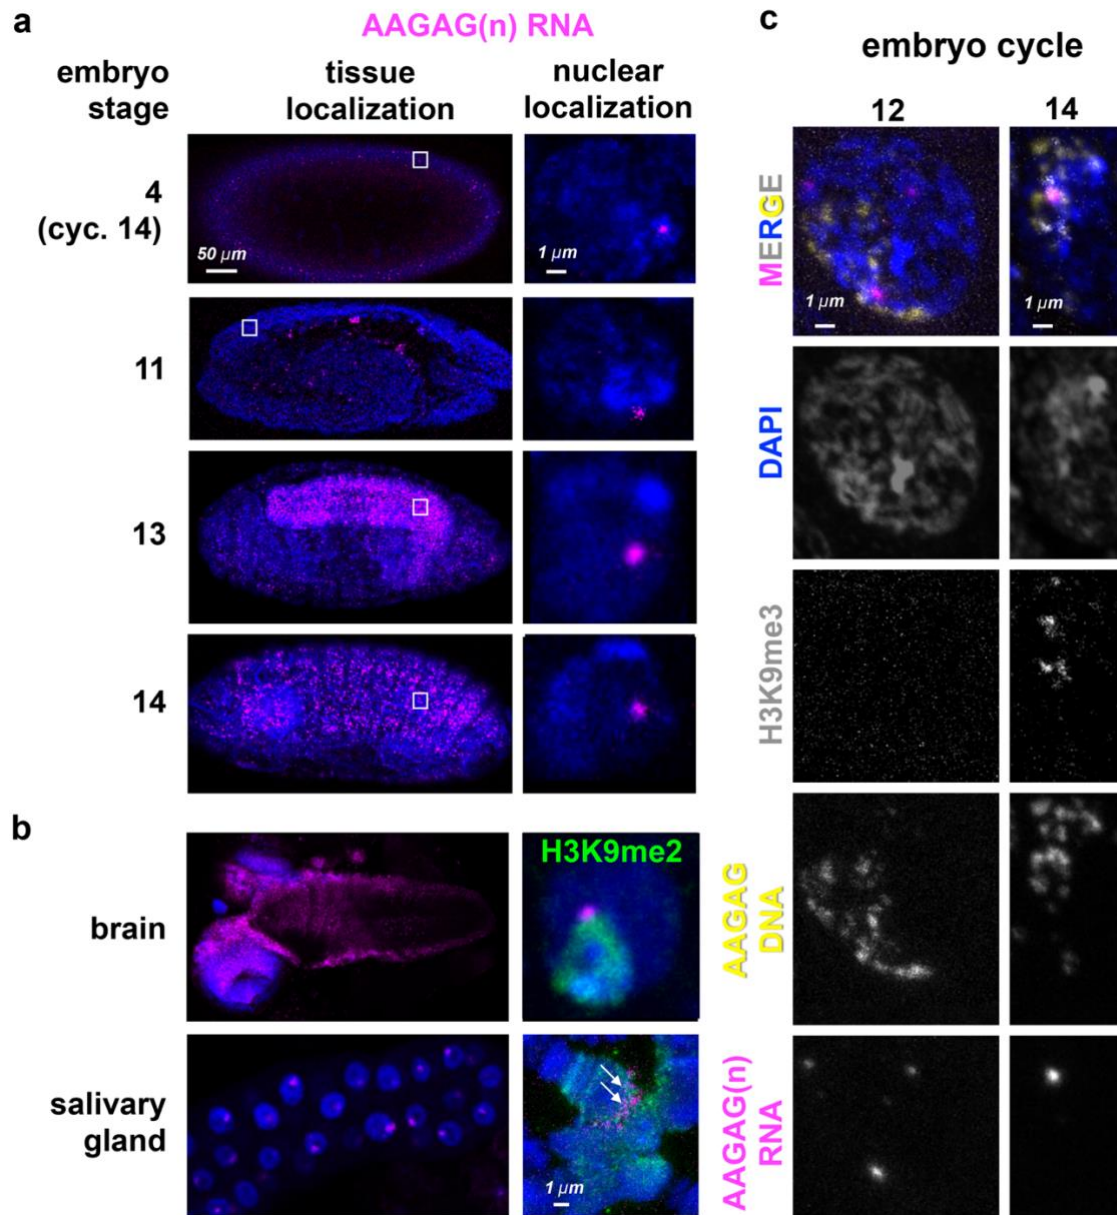 a
AAGAG(n) RNA
embryo
stage
tissue
localization
nuclear
localization
4
(cyc. 14)
50 µm
1 µm
11
13
14
b
brain
H3K9me2
salivary
gland
1 µm
c
embryo cycle
12
14
MERGE
1 µm
1 µm
DAPI
H3K9me3
AAGAG
DNA
AAGAG(n)
RNA